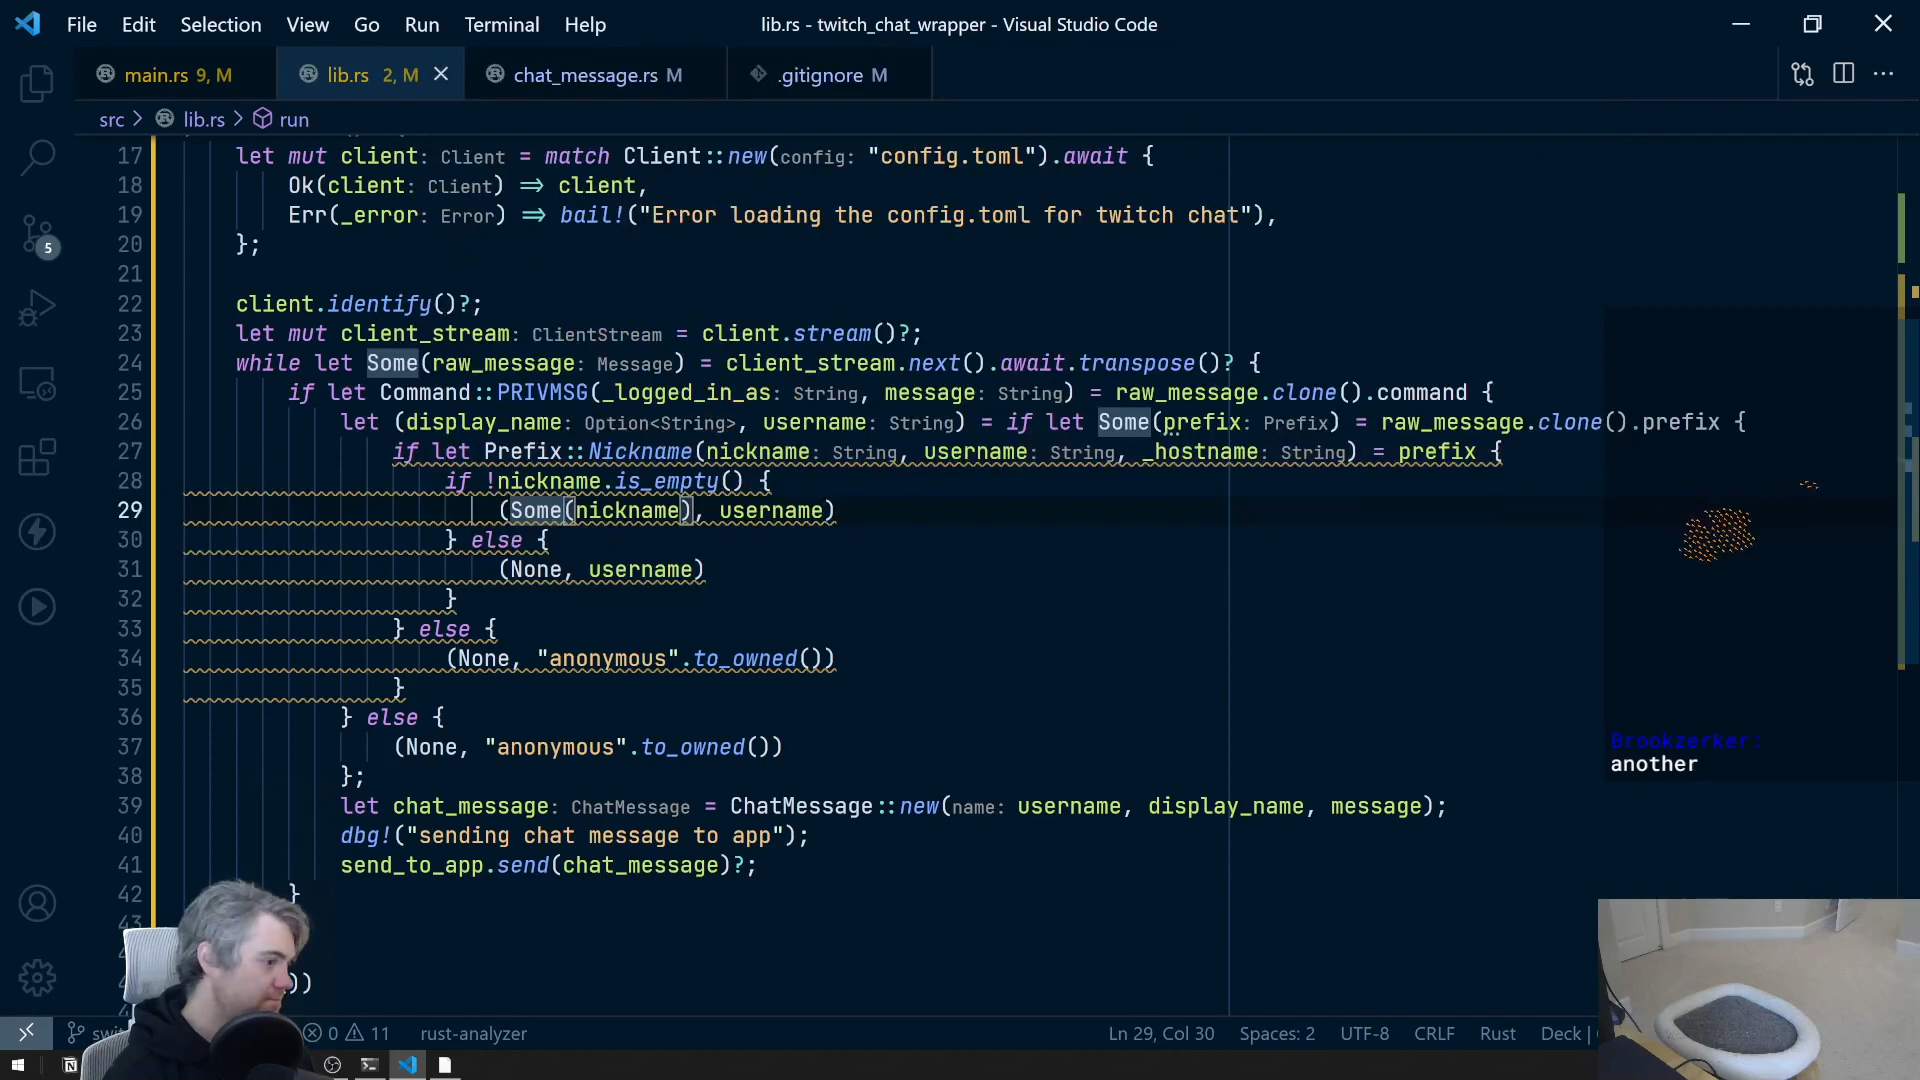 File Edit Selection View Go Run Terminal Help
lib.rs - twitch_chat_wrapper - Visual Studio Code
main.rs 9, M
lib.rs 2, M
chat_message.rs M
.gitignore M
src > lib.rs > run
17 let mut client: Client = match Client::new(config: "config.toml").await {
18 Ok(client: Client) => client,
19 Err(_error: Error) => bail!("Error loading the config.toml for twitch chat"),
20 };
21
22 client.identify()?;
23 let mut client_stream: ClientStream = client.stream()?;
24 while let Some(raw_message: Message) = client_stream.next().await.transpose()? {
25 if let Command::PRIVMSG(_logged_in_as: String, message: String) = raw_message.clone().command {
26 let (display_name: Option<String>, username: String) = if let Some(prefix: Prefix) = raw_message.clone().prefix {
27 if let Prefix::Nickname(nickname: String, username: String, _hostname: String) = prefix {
28 if !nickname.is_empty() {
29 (Some(nickname), username)
30 } else {
31 (None, username)
32 }
33 } else {
34 (None, "anonymous".to_owned())
35 }
36 } else {
37 (None, "anonymous".to_owned())
38 };
39 let chat_message: ChatMessage = ChatMessage::new(name: username, display_name, message);
40 dbg!("sending chat message to app");
41 send_to_app.send(chat_message)?;
42 }
))
5
Brookzerker:
another
0 11 rust-analyzer
Ln 29, Col 30 Spaces: 2 UTF-8 CRLF Rust Deck